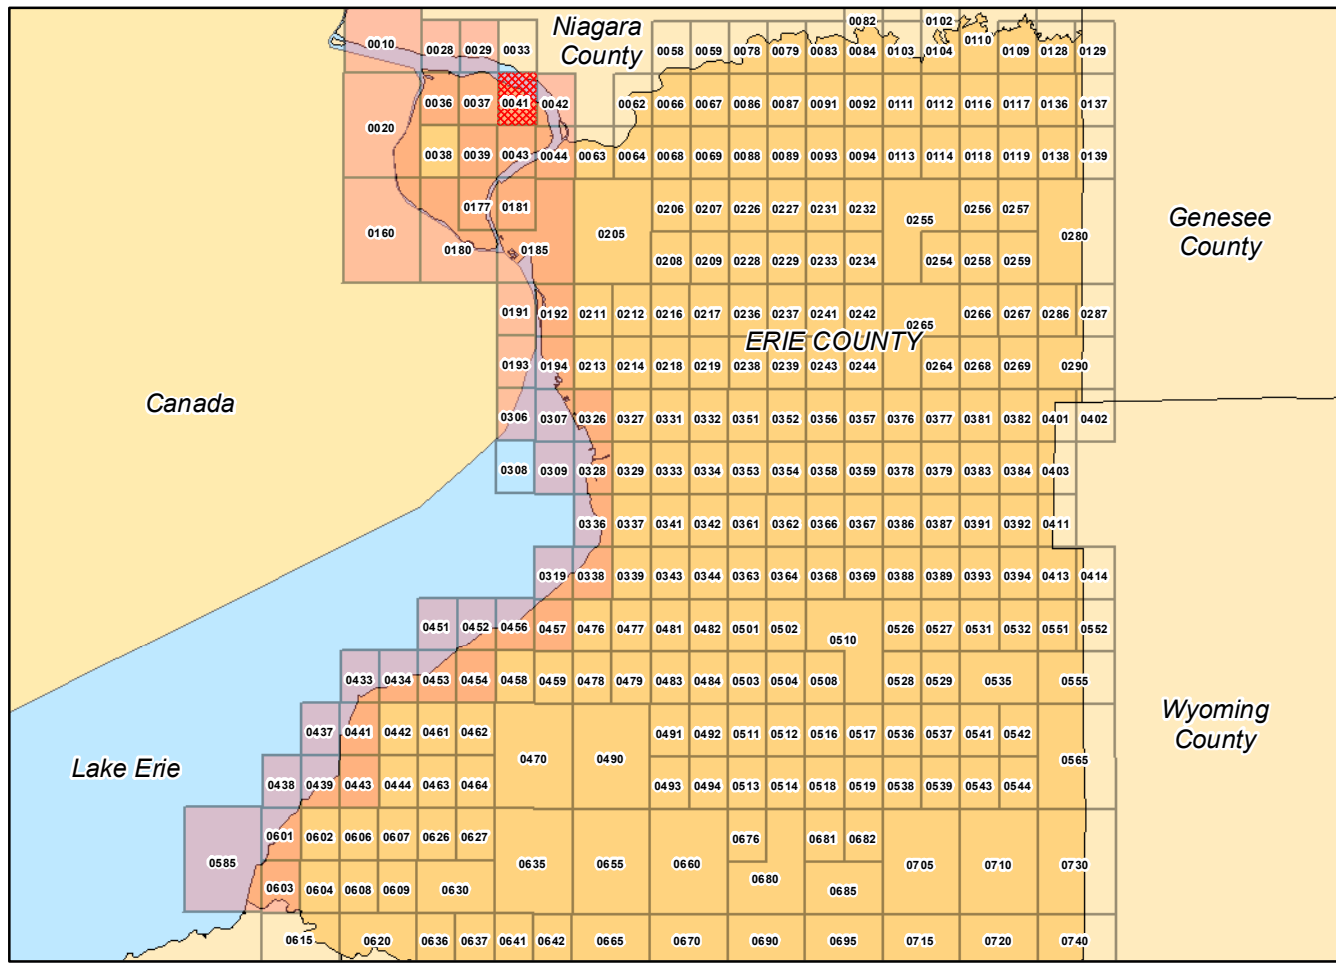 Niagara
County
0082 0102
0110
0010 0028 0029 0033 0058 0059 0078 0079 0083 0084 0103 0104 0109 0128 0129
0036 0037 0041 0042 0062 0066 0067 0086 0087 0091 0092 0111 0112 0116 0117 0136 0137
0020
0038 0039 0043 0044 0063 0064 0068 0069 0088 0089 0093 0094 0113 0114 0118 0119 0138 0139
0177 0181 0206 0207 0226 0227 0231 0232 0255 0256 0257
Genesee
County
0160 0180 0185 0205 0280
0208 0209 0228 0229 0233 0234 0254 0258 0259
0191 0192 0211 0212 0216 0217 0236 0237 0241 0242 0265 0266 0267 0286 0287
ERIE COUNTY
0193 0194 0213 0214 0218 0219 0238 0239 0243 0244 0264 0268 0269 0290
Canada
0306 0307 0326 0327 0331 0332 0351 0352 0356 0357 0376 0377 0381 0382 0401 0402
0308 0309 0328 0329 0333 0334 0353 0354 0358 0359 0378 0379 0383 0384 0403
0336 0337 0341 0342 0361 0362 0366 0367 0386 0387 0391 0392 0411
0319 0338 0339 0343 0344 0363 0364 0368 0369 0388 0389 0393 0394 0413 0414
0451 0452 0456 0457 0476 0477 0481 0482 0501 0502 0510 0526 0527 0531 0532 0551 0552
0433 0434 0453 0454 0458 0459 0478 0479 0483 0484 0503 0504 0508 0528 0529 0535 0555
Wyoming
County
0437 0441 0442 0461 0462 0491 0492 0511 0512 0516 0517 0536 0537 0541 0542
0470 0490 0565
Lake Erie
0438 0439 0443 0444 0463 0464 0493 0494 0513 0514 0518 0519 0538 0539 0543 0544
0601 0602 0606 0607 0626 0627 0676 0681 0682
0585 0635 0655 0660 0705 0710 0730
0680
0603 0604 0608 0609 0630 0685
0615 0620 0636 0637 0641 0642 0665 0670 0690 0695 0715 0720 0740